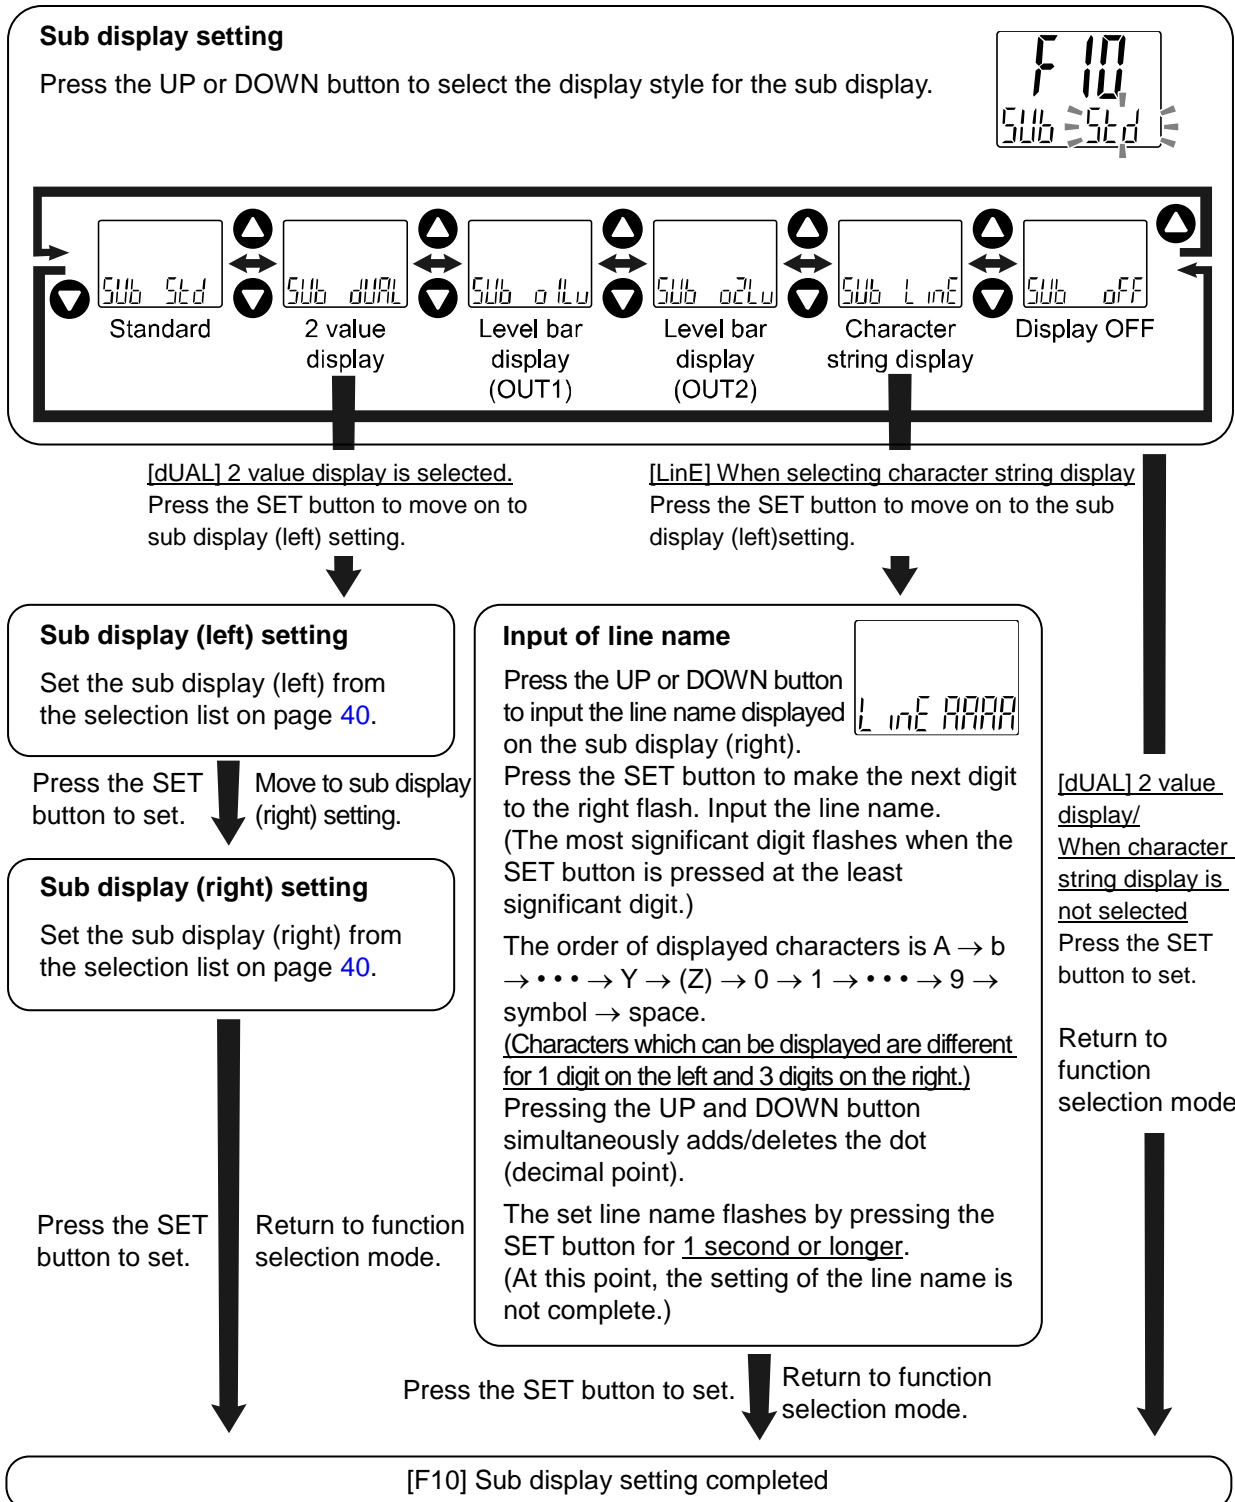 Sub display setting
Press the UP or DOWN button to select the display style for the sub display.
F 10
SUb Std
SUb Std
SUb dUAL
SUb o1Lv
SUb o2Lv
SUb LinE
SUb oFF
Standard
2 value
display
Level bar
display
(OUT1)
Level bar
display
(OUT2)
Character
string display
Display OFF
[dUAL] 2 value display is selected.
Press the SET button to move on to
sub display (left) setting.
[LinE] When selecting character string display
Press the SET button to move on to the sub
display (left)setting.
Sub display (left) setting
Set the sub display (left) from
the selection list on page 40.
Press the SET
button to set.
Move to sub display
(right) setting.
Sub display (right) setting
Set the sub display (right) from
the selection list on page 40.
Press the SET
button to set.
Return to function
selection mode.
Input of line name
LinE AAAA
Press the UP or DOWN button
to input the line name displayed
on the sub display (right).
Press the SET button to make the next digit
to the right flash. Input the line name.
(The most significant digit flashes when the
SET button is pressed at the least
significant digit.)
The order of displayed characters is A → b
→ • • • → Y → (Z) → 0 → 1 → • • • → 9 →
symbol → space.
(Characters which can be displayed are different
for 1 digit on the left and 3 digits on the right.)
Pressing the UP and DOWN button
simultaneously adds/deletes the dot
(decimal point).
The set line name flashes by pressing the
SET button for 1 second or longer.
(At this point, the setting of the line name is
not complete.)
Press the SET button to set.
Return to function
selection mode.
[dUAL] 2 value
display/
When character
string display is
not selected
Press the SET
button to set.
Return to
function
selection mode
[F10] Sub display setting completed